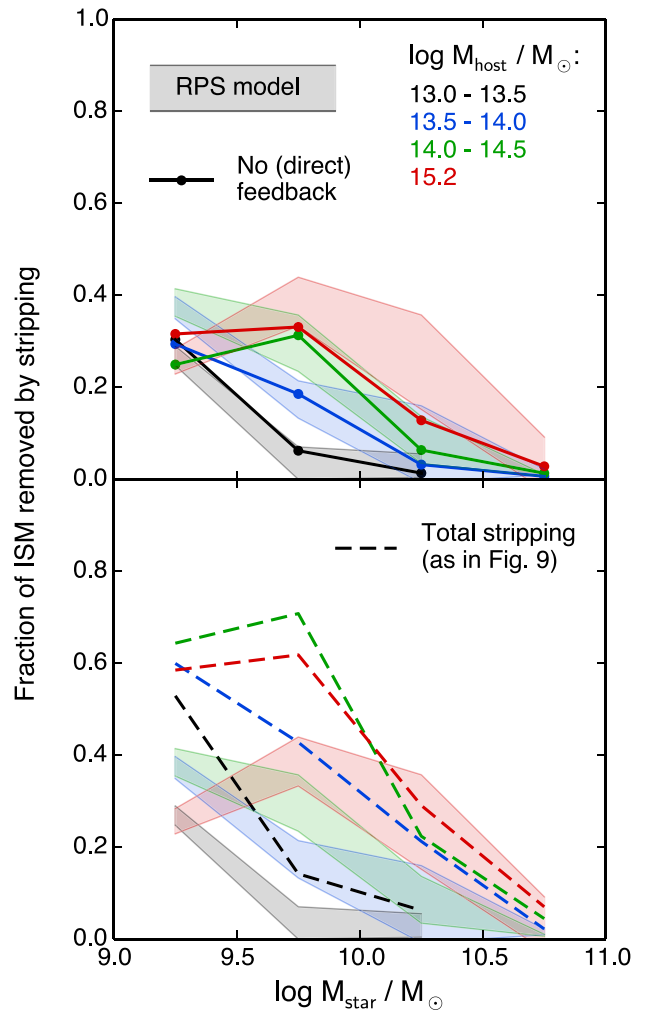 1.0
0.8
0.6
0.4
0.2
0.0
RPS model
No (direct)
feedback
log M_host / M_☉:
13.0 - 13.5
13.5 - 14.0
14.0 - 14.5
15.2
Fraction of ISM removed by stripping
0.8
0.6
0.4
0.2
0.0
Total stripping
(as in Fig. 9)
9.0 9.5 10.0 10.5 11.0
log M_star / M_☉